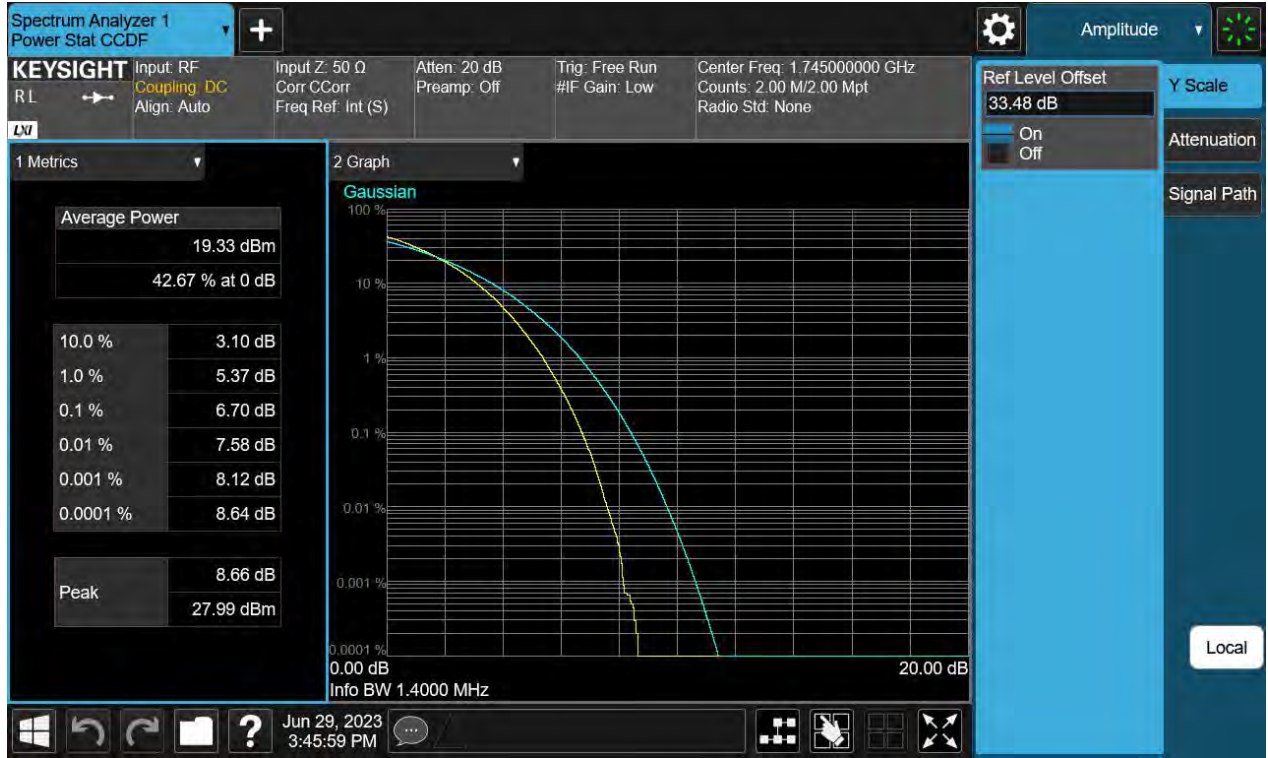 Spectrum Analyzer 1
Power Stat CCDF
+
Amplitude
KEYSIGHT
RL
LXI
Input: RF
Coupling: DC
Align: Auto
Input Z: 50 Ω
Corr CCorr
Freq Ref: Int (S)
Atten: 20 dB
Preamp: Off
Trig: Free Run
#IF Gain: Low
Center Freq: 1.745000000 GHz
Counts: 2.00 M/2.00 Mpt
Radio Std: None
Ref Level Offset
33.48 dB
On
Off
Y Scale
Attenuation
Signal Path
Local
1 Metrics
Average Power
19.33 dBm
42.67 % at 0 dB
10.0 % 3.10 dB
1.0 % 5.37 dB
0.1 % 6.70 dB
0.01 % 7.58 dB
0.001 % 8.12 dB
0.0001 % 8.64 dB
Peak
8.66 dB
27.99 dBm
2 Graph
Gaussian
100 %
10 %
1 %
0.1 %
0.01 %
0.001 %
0.0001 %
0.00 dB 20.00 dB
Info BW 1.4000 MHz
?
Jun 29, 2023
3:45:59 PM